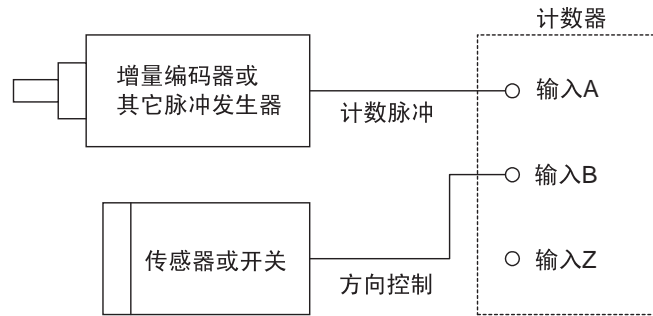 计数器
增量编码器或
其它脉冲发生器
计数脉冲
输入A
输入B
传感器或开关
方向控制
输入Z